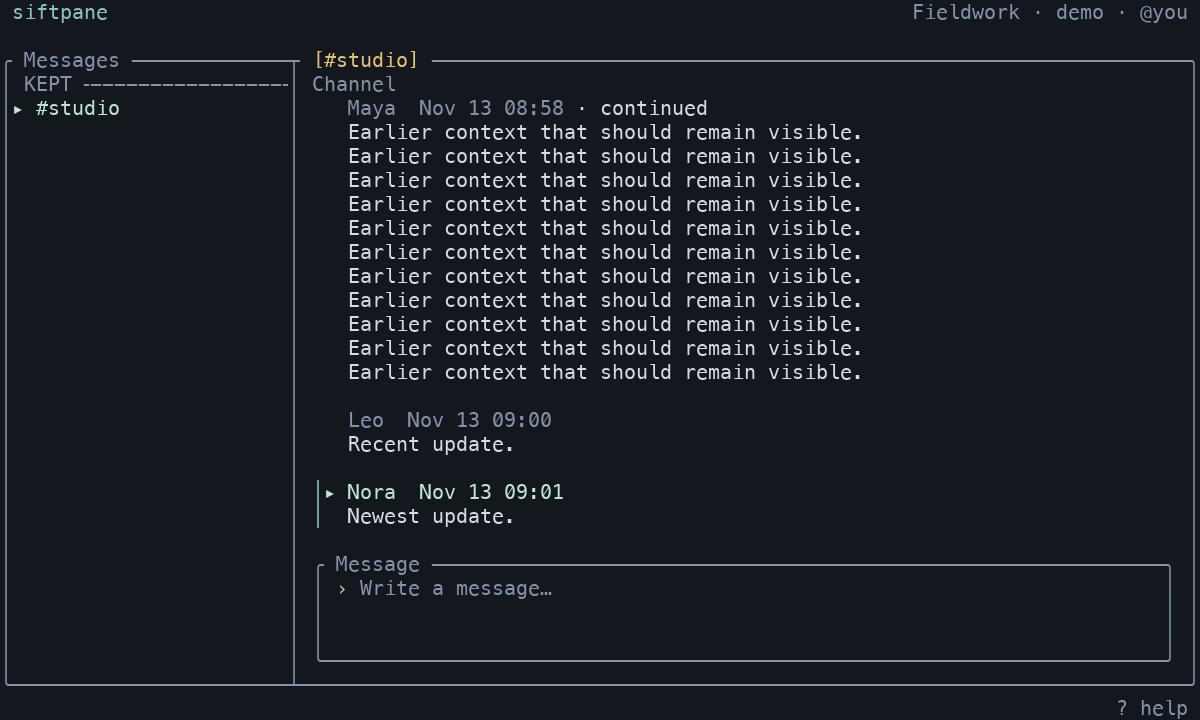 siftpane
Fieldwork · demo · @you
Messages
KEPT
▸ #studio
[#studio]
Channel
Maya  Nov 13 08:58 · continued
Earlier context that should remain visible.
Earlier context that should remain visible.
Earlier context that should remain visible.
Earlier context that should remain visible.
Earlier context that should remain visible.
Earlier context that should remain visible.
Earlier context that should remain visible.
Earlier context that should remain visible.
Earlier context that should remain visible.
Earlier context that should remain visible.
Earlier context that should remain visible.
Leo  Nov 13 09:00
Recent update.
▸ Nora  Nov 13 09:01
Newest update.
Message
› Write a message…
? help